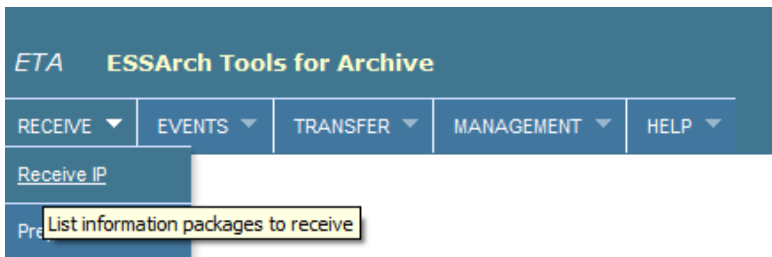 ETA ESSArch Tools for Archive
RECEIVE EVENTS TRANSFER MANAGEMENT HELP
Receive IP
List information packages to receive